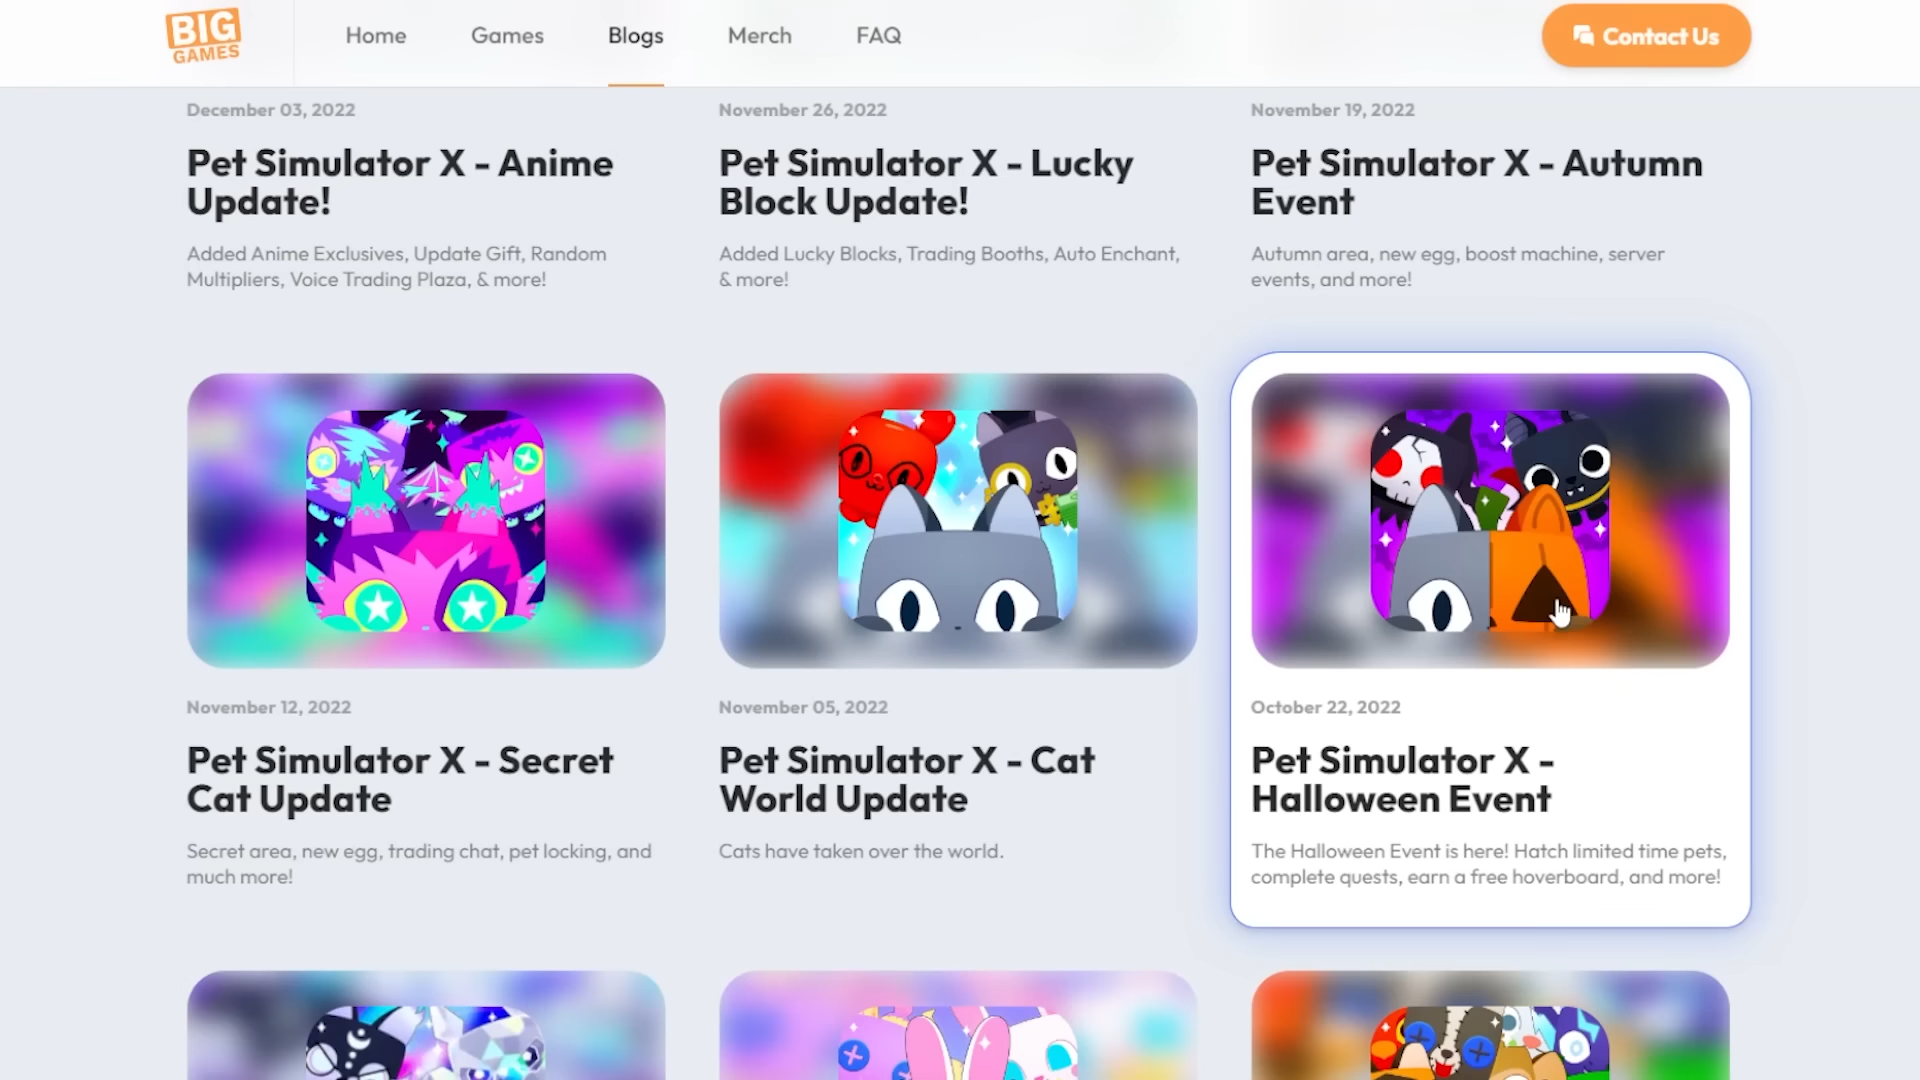 BIG
GAMES
Home
Games
Blogs
Merch
FAQ
Contact Us
December 03, 2022
Pet Simulator X - Anime
Update!
Added Anime Exclusives, Update Gift, Random
Multipliers, Voice Trading Plaza, & more!
November 26, 2022
Pet Simulator X - Lucky
Block Update!
Added Lucky Blocks, Trading Booths, Auto Enchant,
& more!
November 19, 2022
Pet Simulator X - Autumn
Event
Autumn area, new egg, boost machine, server
events, and more!
November 12, 2022
Pet Simulator X - Secret
Cat Update
Secret area, new egg, trading chat, pet locking, and
much more!
November 05, 2022
Pet Simulator X - Cat
World Update
Cats have taken over the world.
October 22, 2022
Pet Simulator X -
Halloween Event
The Halloween Event is here! Hatch limited time pets,
complete quests, earn a free hoverboard, and more!